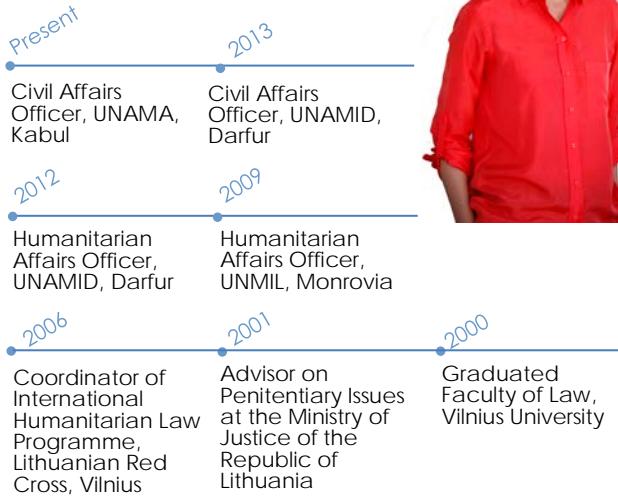 Present
Civil Affairs
Officer, UNAMA,
Kabul
2013
Civil Affairs
Officer, UNAMID,
Darfur
2012
Humanitarian
Affairs Officer,
UNAMID, Darfur
2009
Humanitarian
Affairs Officer,
UNMIL, Monrovia
2006
Coordinator of
International
Humanitarian Law
Programme,
Lithuanian Red
Cross, Vilnius
2001
Advisor on
Penitentiary Issues
at the Ministry of
Justice of the
Republic of
Lithuania
2000
Graduated
Faculty of Law,
Vilnius University